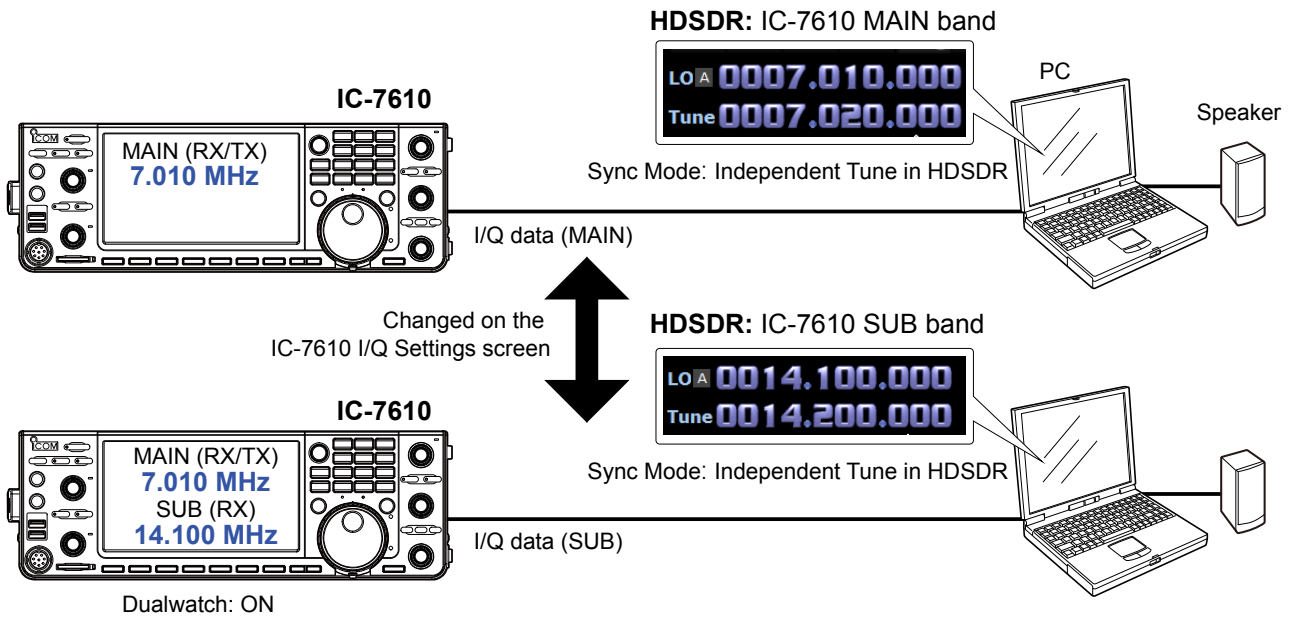 HDSDR: IC-7610 MAIN band
LO A 0007.010.000
Tune 0007.020.000
PC
Speaker
IC-7610
ICOM
MAIN (RX/TX)
7.010 MHz
Sync Mode: Independent Tune in HDSDR
I/Q data (MAIN)
Changed on the
IC-7610 I/Q Settings screen
HDSDR: IC-7610 SUB band
LO A 0014.100.000
Tune 0014.200.000
IC-7610
ICOM
MAIN (RX/TX)
7.010 MHz
SUB (RX)
14.100 MHz
Sync Mode: Independent Tune in HDSDR
I/Q data (SUB)
Dualwatch: ON